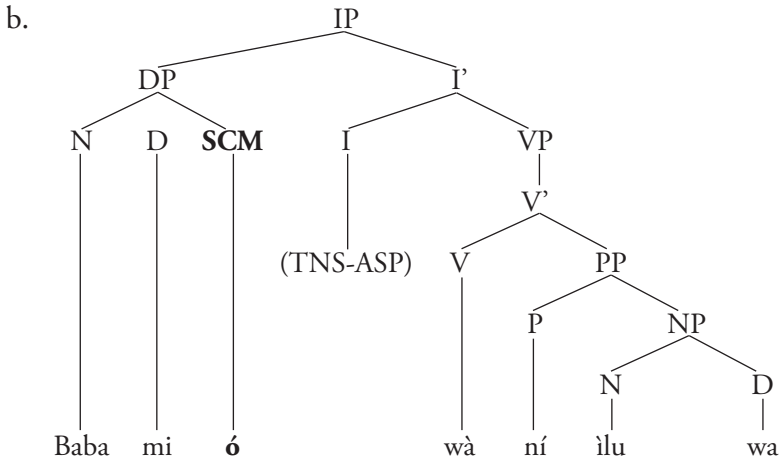 b.
IP
DP I’
N D SCM I VP
V’
(TNS-ASP) V PP
P NP
N D
Baba mi ó wà ní ìlu wa